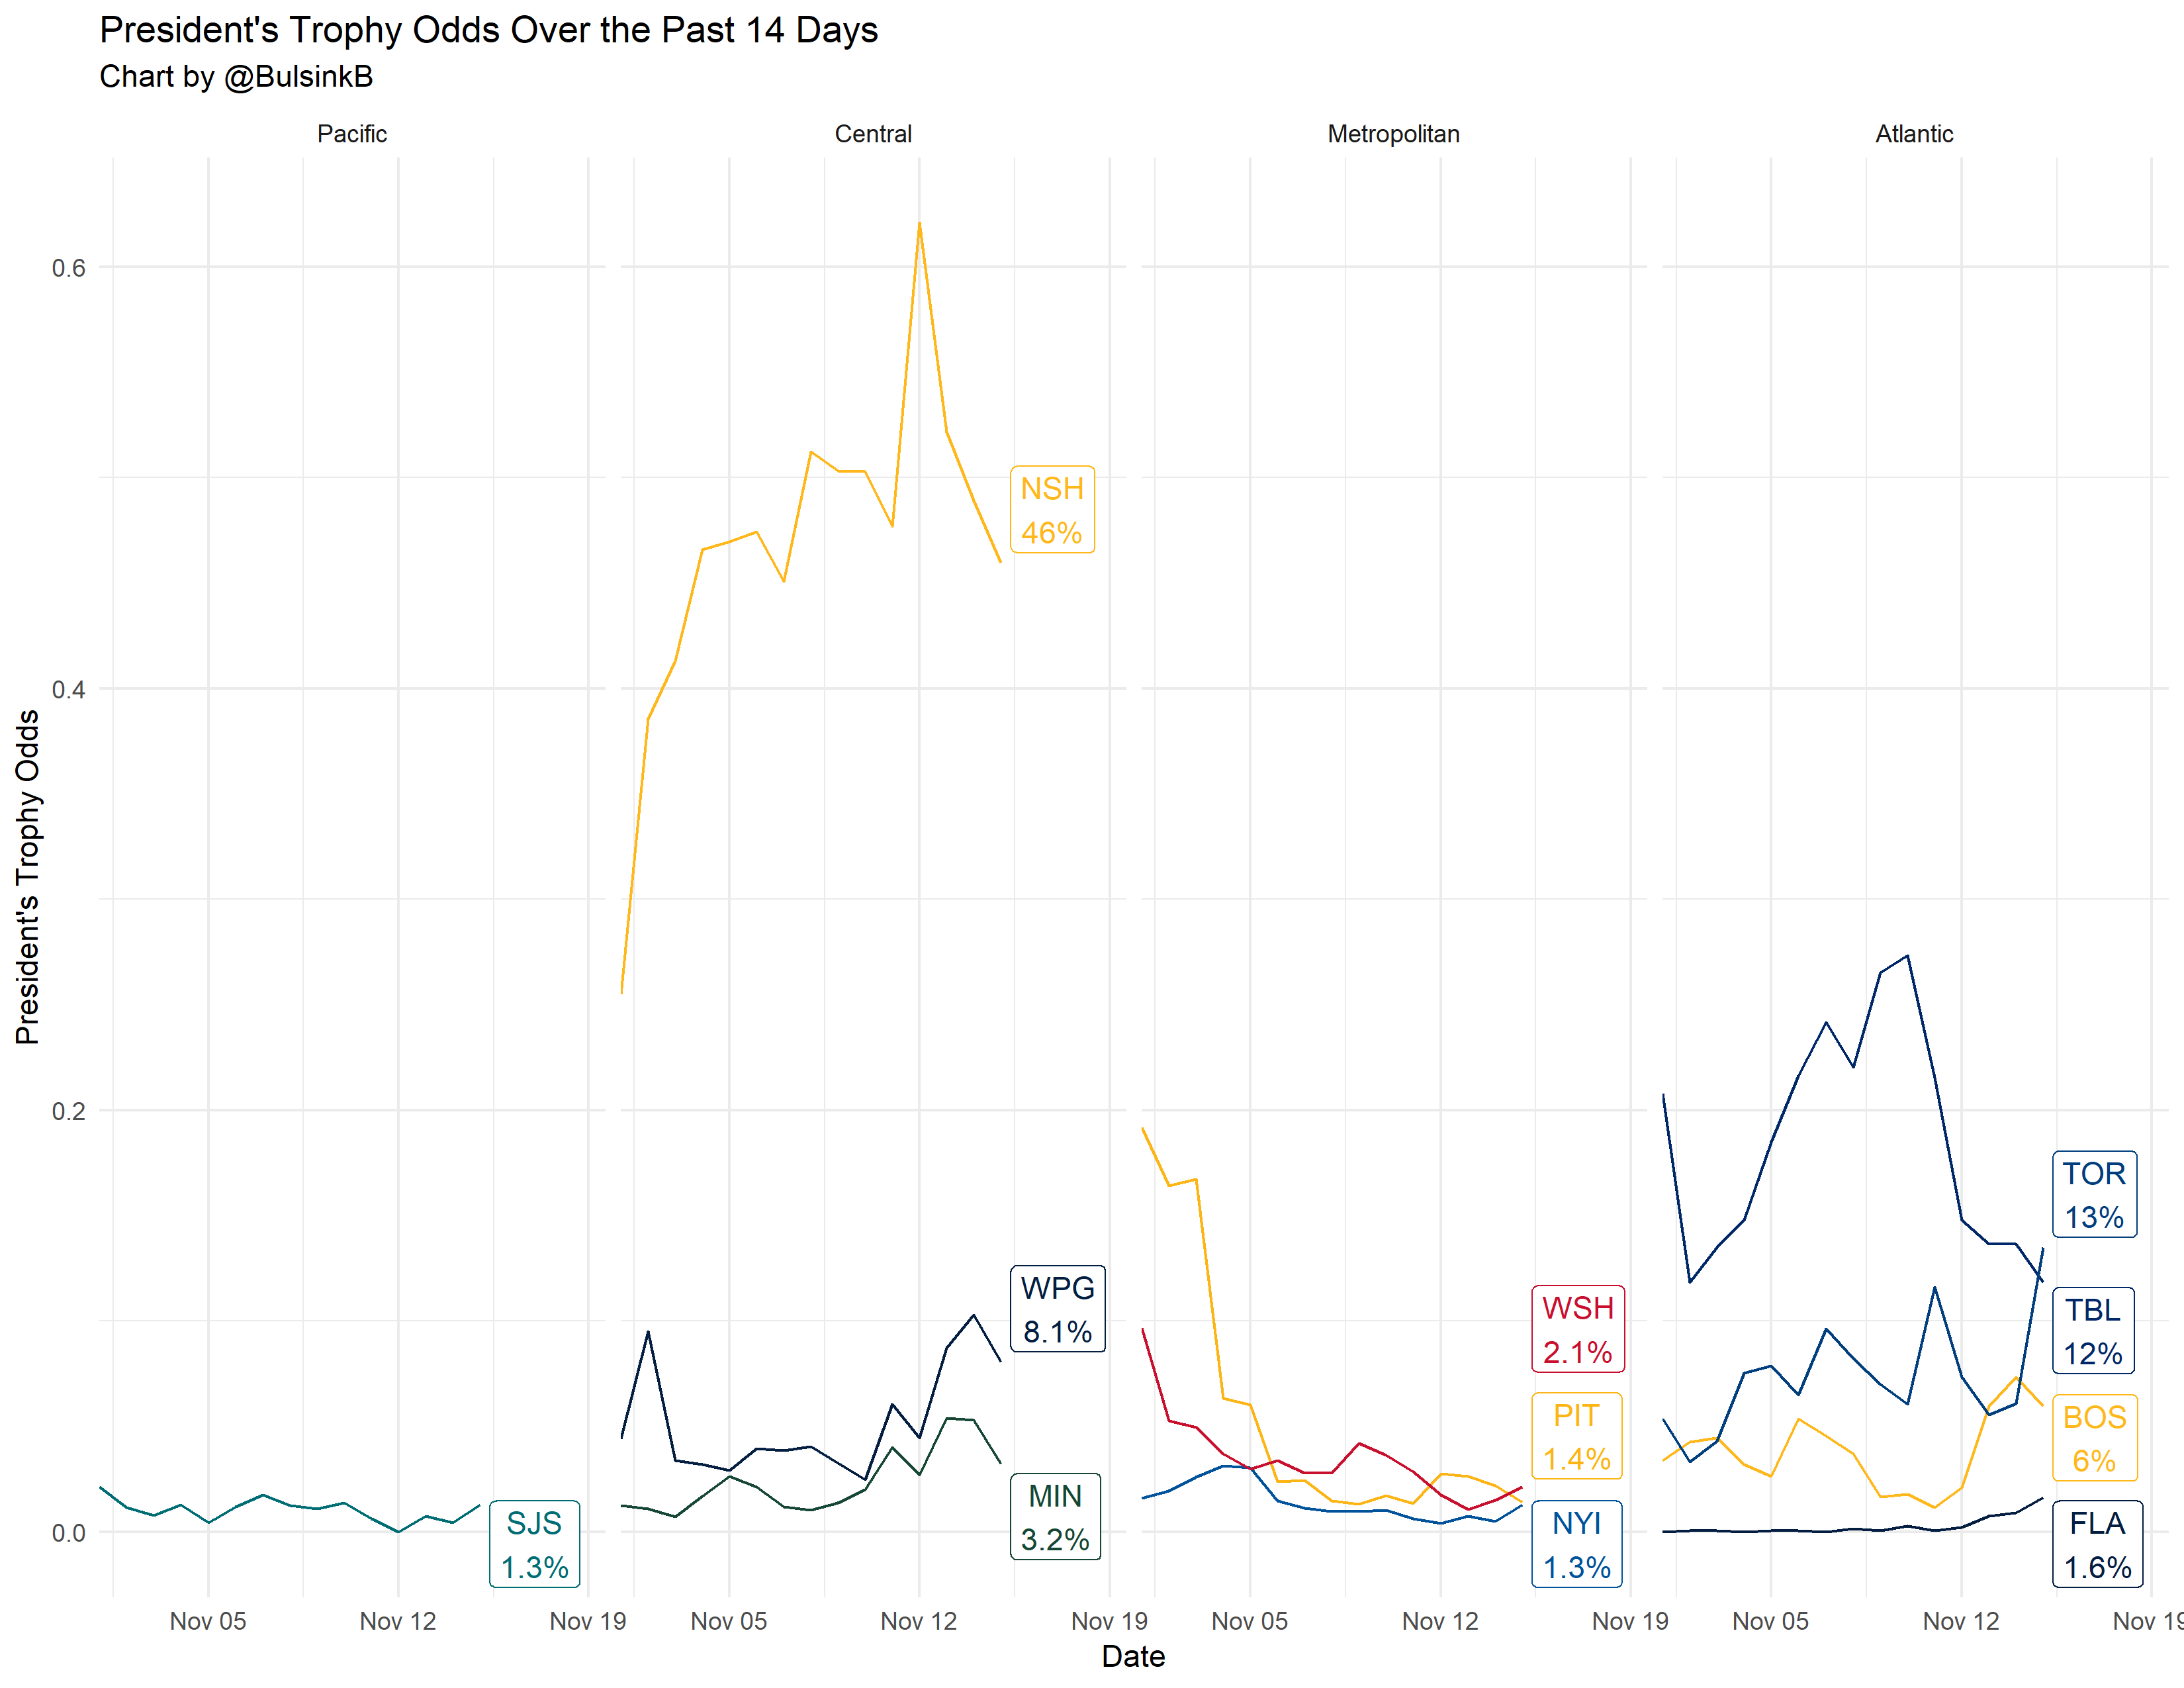 President's Trophy Odds Over the Past 14 Days
Chart by @BulsinkB
Pacific
Central
Metropolitan
Atlantic
President's Trophy Odds
0.6
0.4
0.2
0.0
SJS
1.3%
NSH
46%
WPG
8.1%
MIN
3.2%
WSH
2.1%
PIT
1.4%
NYI
1.3%
TOR
13%
TBL
12%
BOS
6%
FLA
1.6%
Nov 05 Nov 12 Nov 19 Nov 05 Nov 12 Nov 19 Nov 05 Nov 12 Nov 19 Nov 05 Nov 12 Nov 19
Date